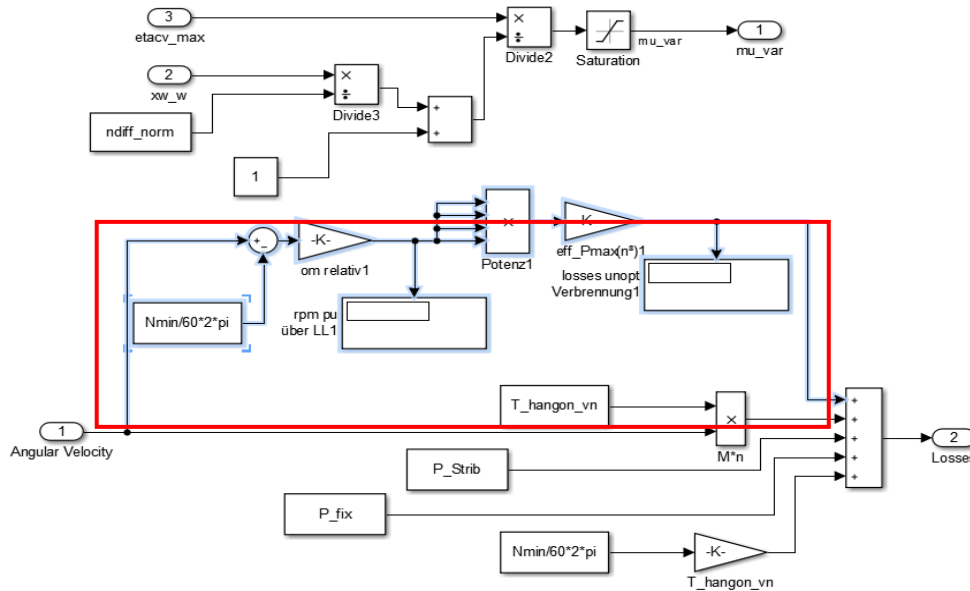 3
etacv_max
×
÷
Divide2
Saturation
mu_var
1
mu_var
2
xw_w
×
÷
Divide3
ndiff_norm
+
+
1
+
−
-K-
om relativ1
×
Potenz1
-K-
eff_Pmax(n³)1
Nmin/60*2*pi
rpm pu
über LL1
losses unopt
Verbrennung1
T_hangon_vn
×
M*n
1
Angular Velocity
P_Strib
P_fix
Nmin/60*2*pi
-K-
T_hangon_vn
+
+
+
+
+
2
Losses